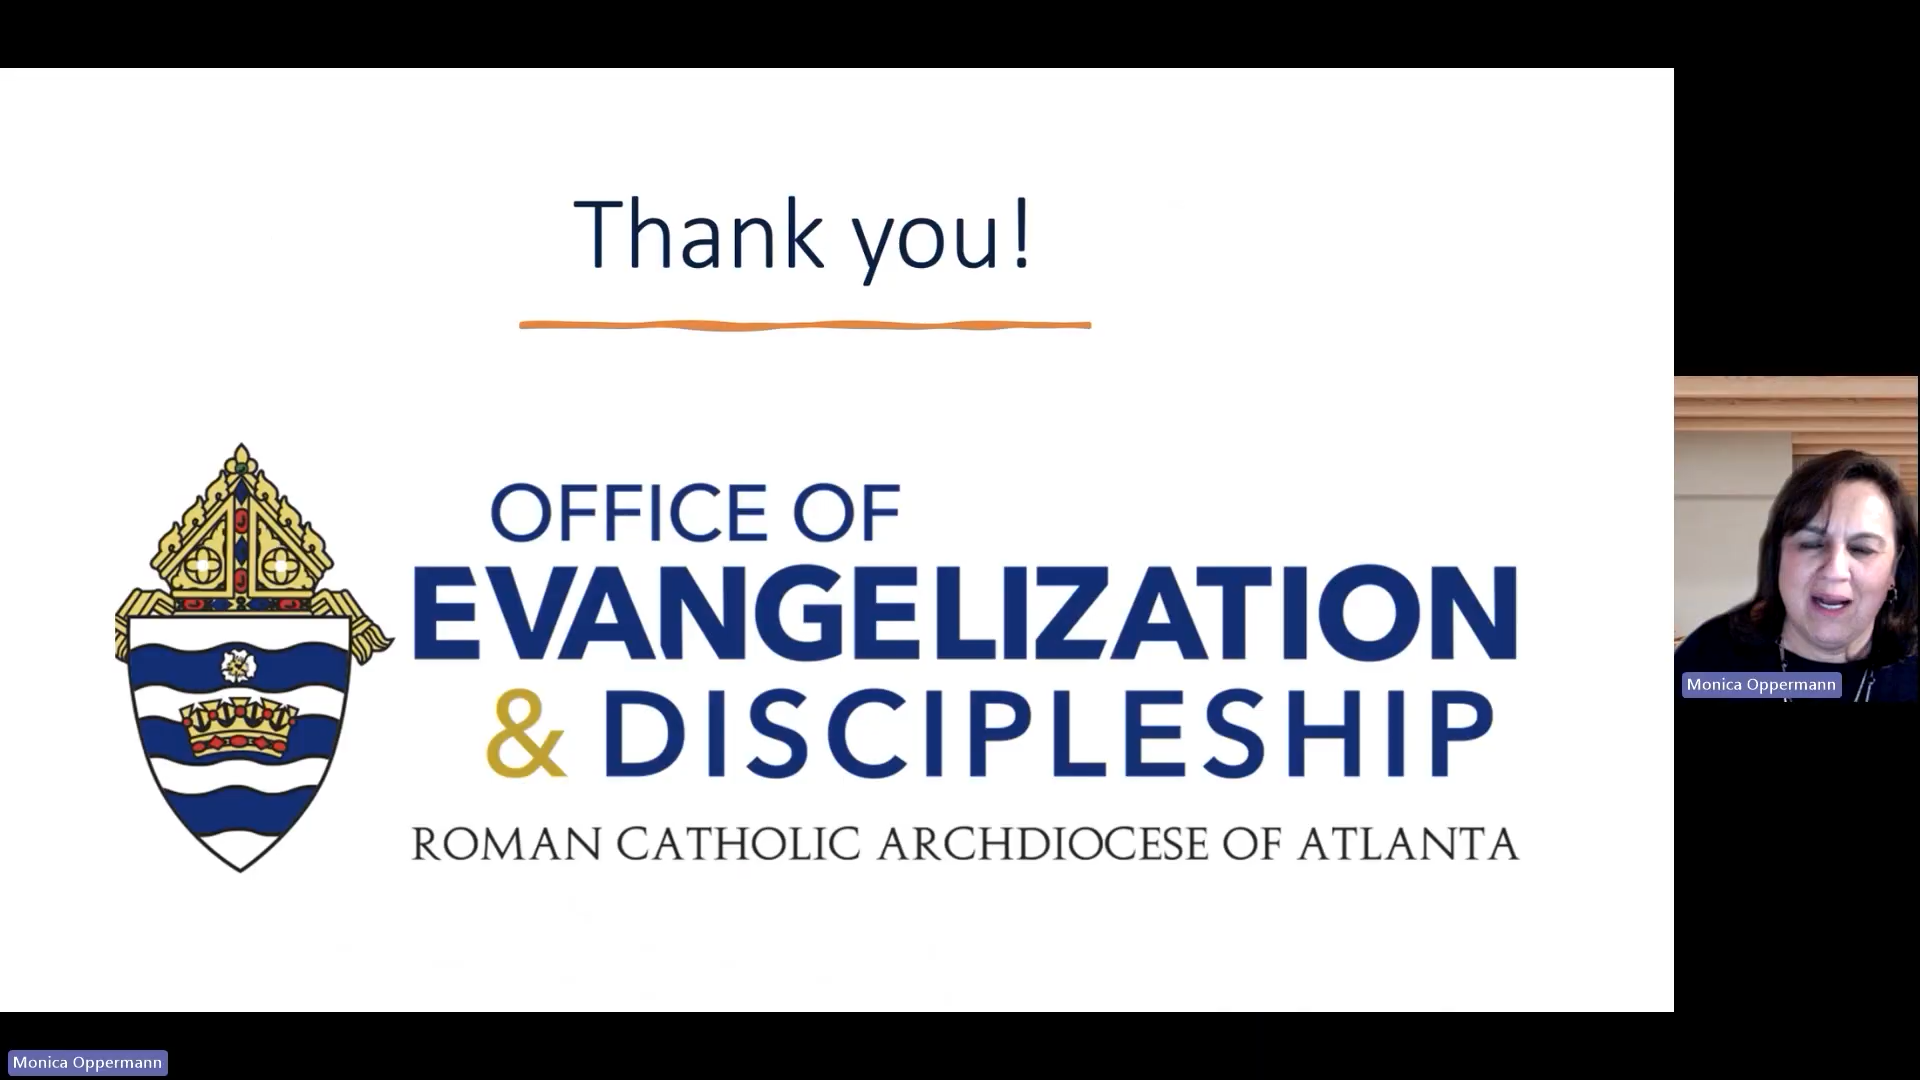 Thank you!
OFFICE OF
EVANGELIZATION
& DISCIPLESHIP
ROMAN CATHOLIC ARCHDIOCESE OF ATLANTA
Monica Oppermann
Monica Oppermann